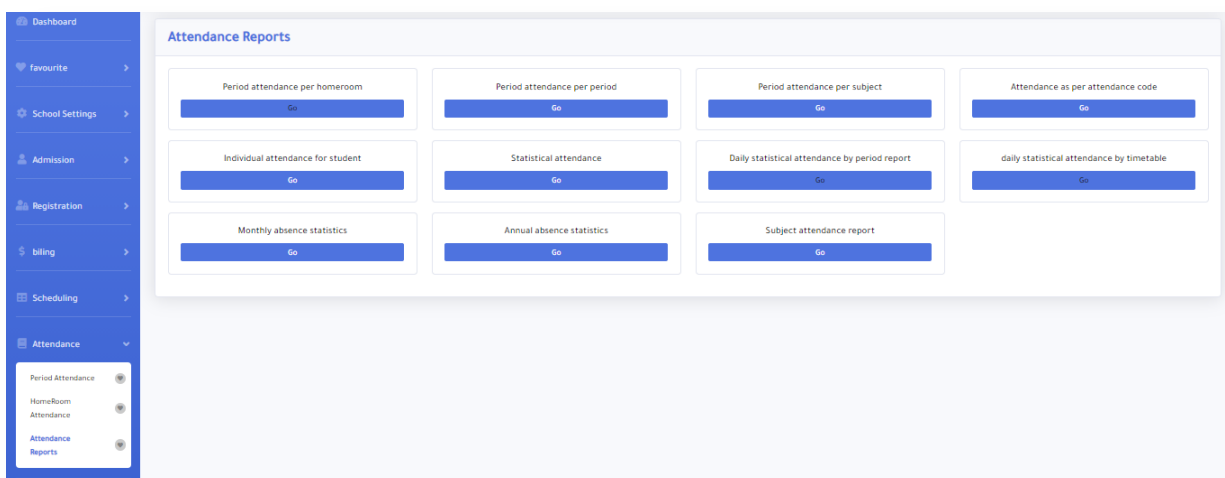 Dashboard
favourite
School Settings
Admission
Registration
biling
Scheduling
Attendance
Period Attendance
HomeRoom
Attendance
Attendance
Reports
Attendance Reports
Period attendance per homeroom
Go
Period attendance per period
Go
Period attendance per subject
Go
Attendance as per attendance code
Go
Individual attendance for student
Go
Statistical attendance
Go
Daily statistical attendance by period report
Go
daily statistical attendance by timetable
Go
Monthly absence statistics
Go
Annual absence statistics
Go
Subject attendance report
Go